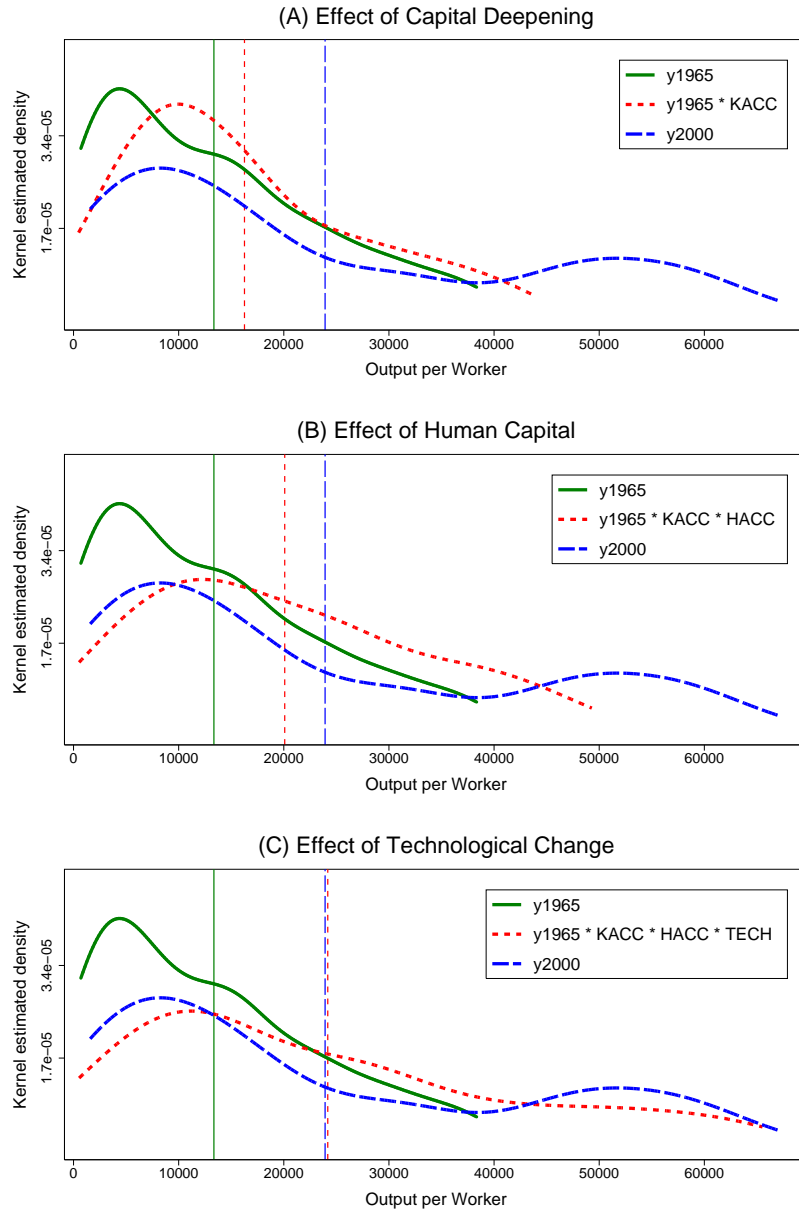 (A) Effect of Capital Deepening
y1965
y1965 * KACC
y2000
Kernel estimated density
3.4e−05
1.7e−05
0 10000 20000 30000 40000 50000 60000
Output per Worker
(B) Effect of Human Capital
y1965
y1965 * KACC * HACC
y2000
Kernel estimated density
3.4e−05
1.7e−05
0 10000 20000 30000 40000 50000 60000
Output per Worker
(C) Effect of Technological Change
y1965
y1965 * KACC * HACC * TECH
y2000
Kernel estimated density
3.4e−05
1.7e−05
0 10000 20000 30000 40000 50000 60000
Output per Worker